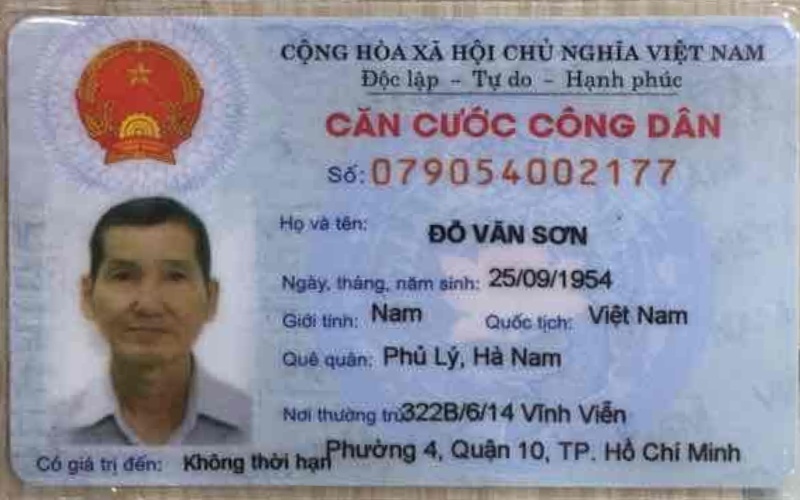 CỘNG HÒA XÃ HỘI CHỦ NGHĨA VIỆT NAM
Độc lập - Tự do - Hạnh phúc
CĂN CƯỚC CÔNG DÂN
Số: 079054002177
Họ và tên: ĐỖ VĂN SƠN
Ngày, tháng, năm sinh: 25/09/1954
Giới tính: Nam Quốc tịch: Việt Nam
Quê quán: Phủ Lý, Hà Nam
Nơi thường trú: 322B/6/14 Vĩnh Viễn
Phường 4, Quận 10, TP. Hồ Chí Minh
Có giá trị đến: Không thời hạn